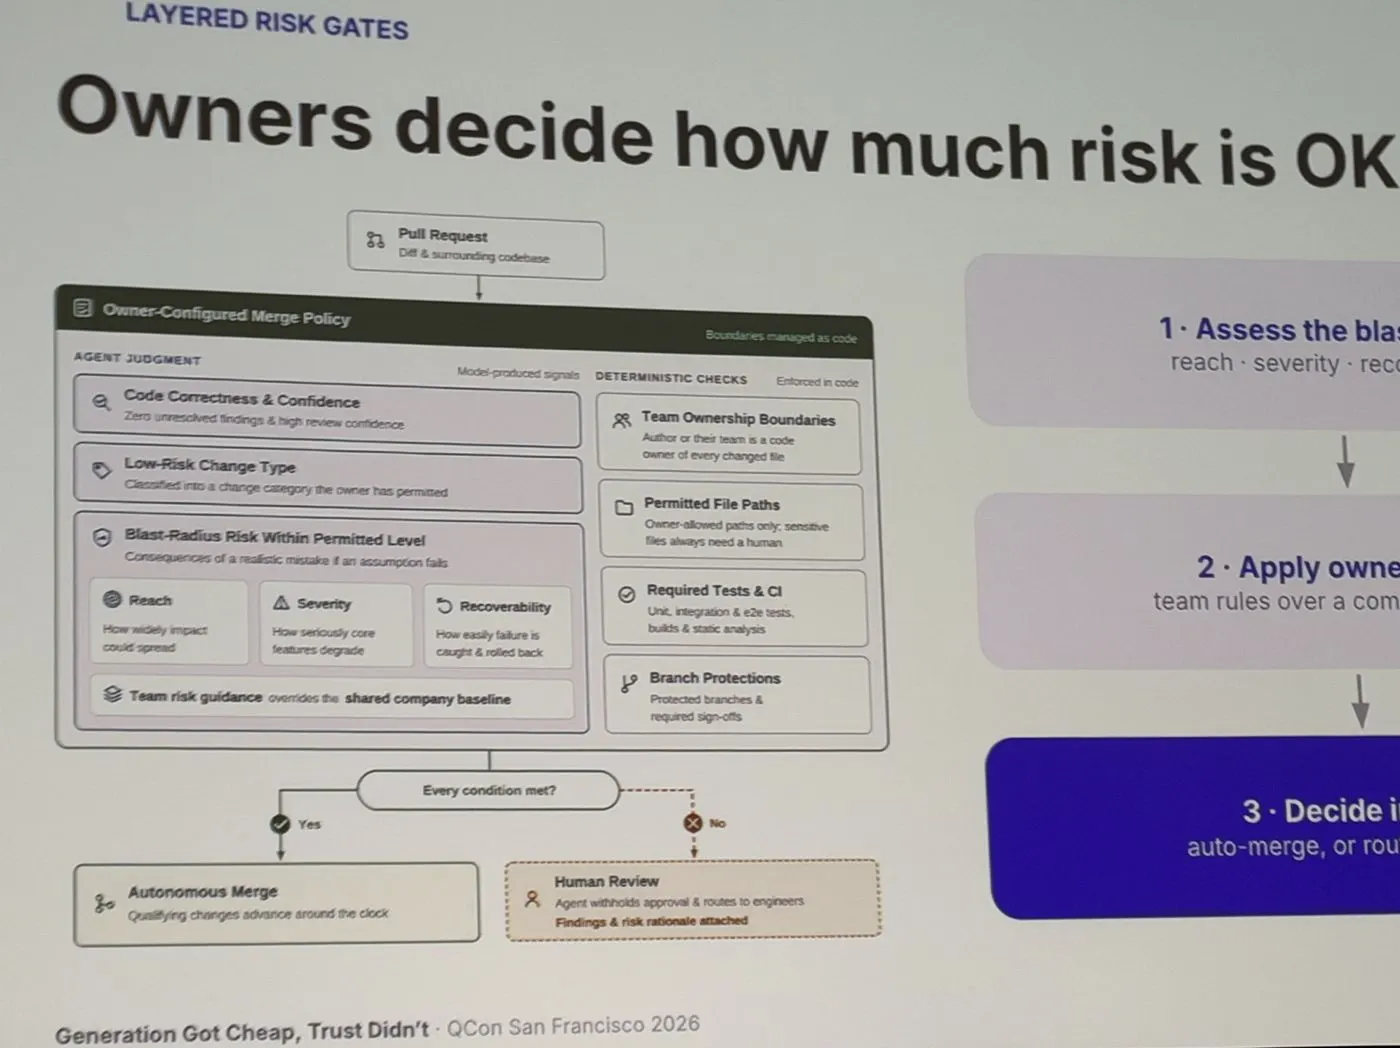 LAYERED RISK GATES
Owners decide how much risk is OK
Pull Request
Diff & surrounding codebase
Owner-Configured Merge Policy
Boundaries managed as code
AGENT JUDGMENT
Model-produced signals
Code Correctness & Confidence
Zero unresolved findings & high review confidence
Low-Risk Change Type
Classified into a change category the owner has permitted
Blast-Radius Risk Within Permitted Level
Consequences of a realistic mistake if an assumption fails
Reach
How widely impact
could spread
Severity
How seriously core
features degrade
Recoverability
How easily failure is
caught & rolled back
Team risk guidance overrides the shared company baseline
DETERMINISTIC CHECKS
Enforced in code
Team Ownership Boundaries
Author or their team is a code
owner of every changed file
Permitted File Paths
Owner-allowed paths only; sensitive
files always need a human
Required Tests & CI
Unit, integration & e2e tests,
builds & static analysis
Branch Protections
Protected branches &
required sign-offs
Every condition met?
Yes
No
Autonomous Merge
Qualifying changes advance around the clock
Human Review
Agent withholds approval & routes to engineers
Findings & risk rationale attached
1 · Assess the
reach · severity ·
2 · Apply
team rules over a
3 · Decide
auto-merge, or
Generation Got Cheap, Trust Didn't · QCon San Francisco 2026